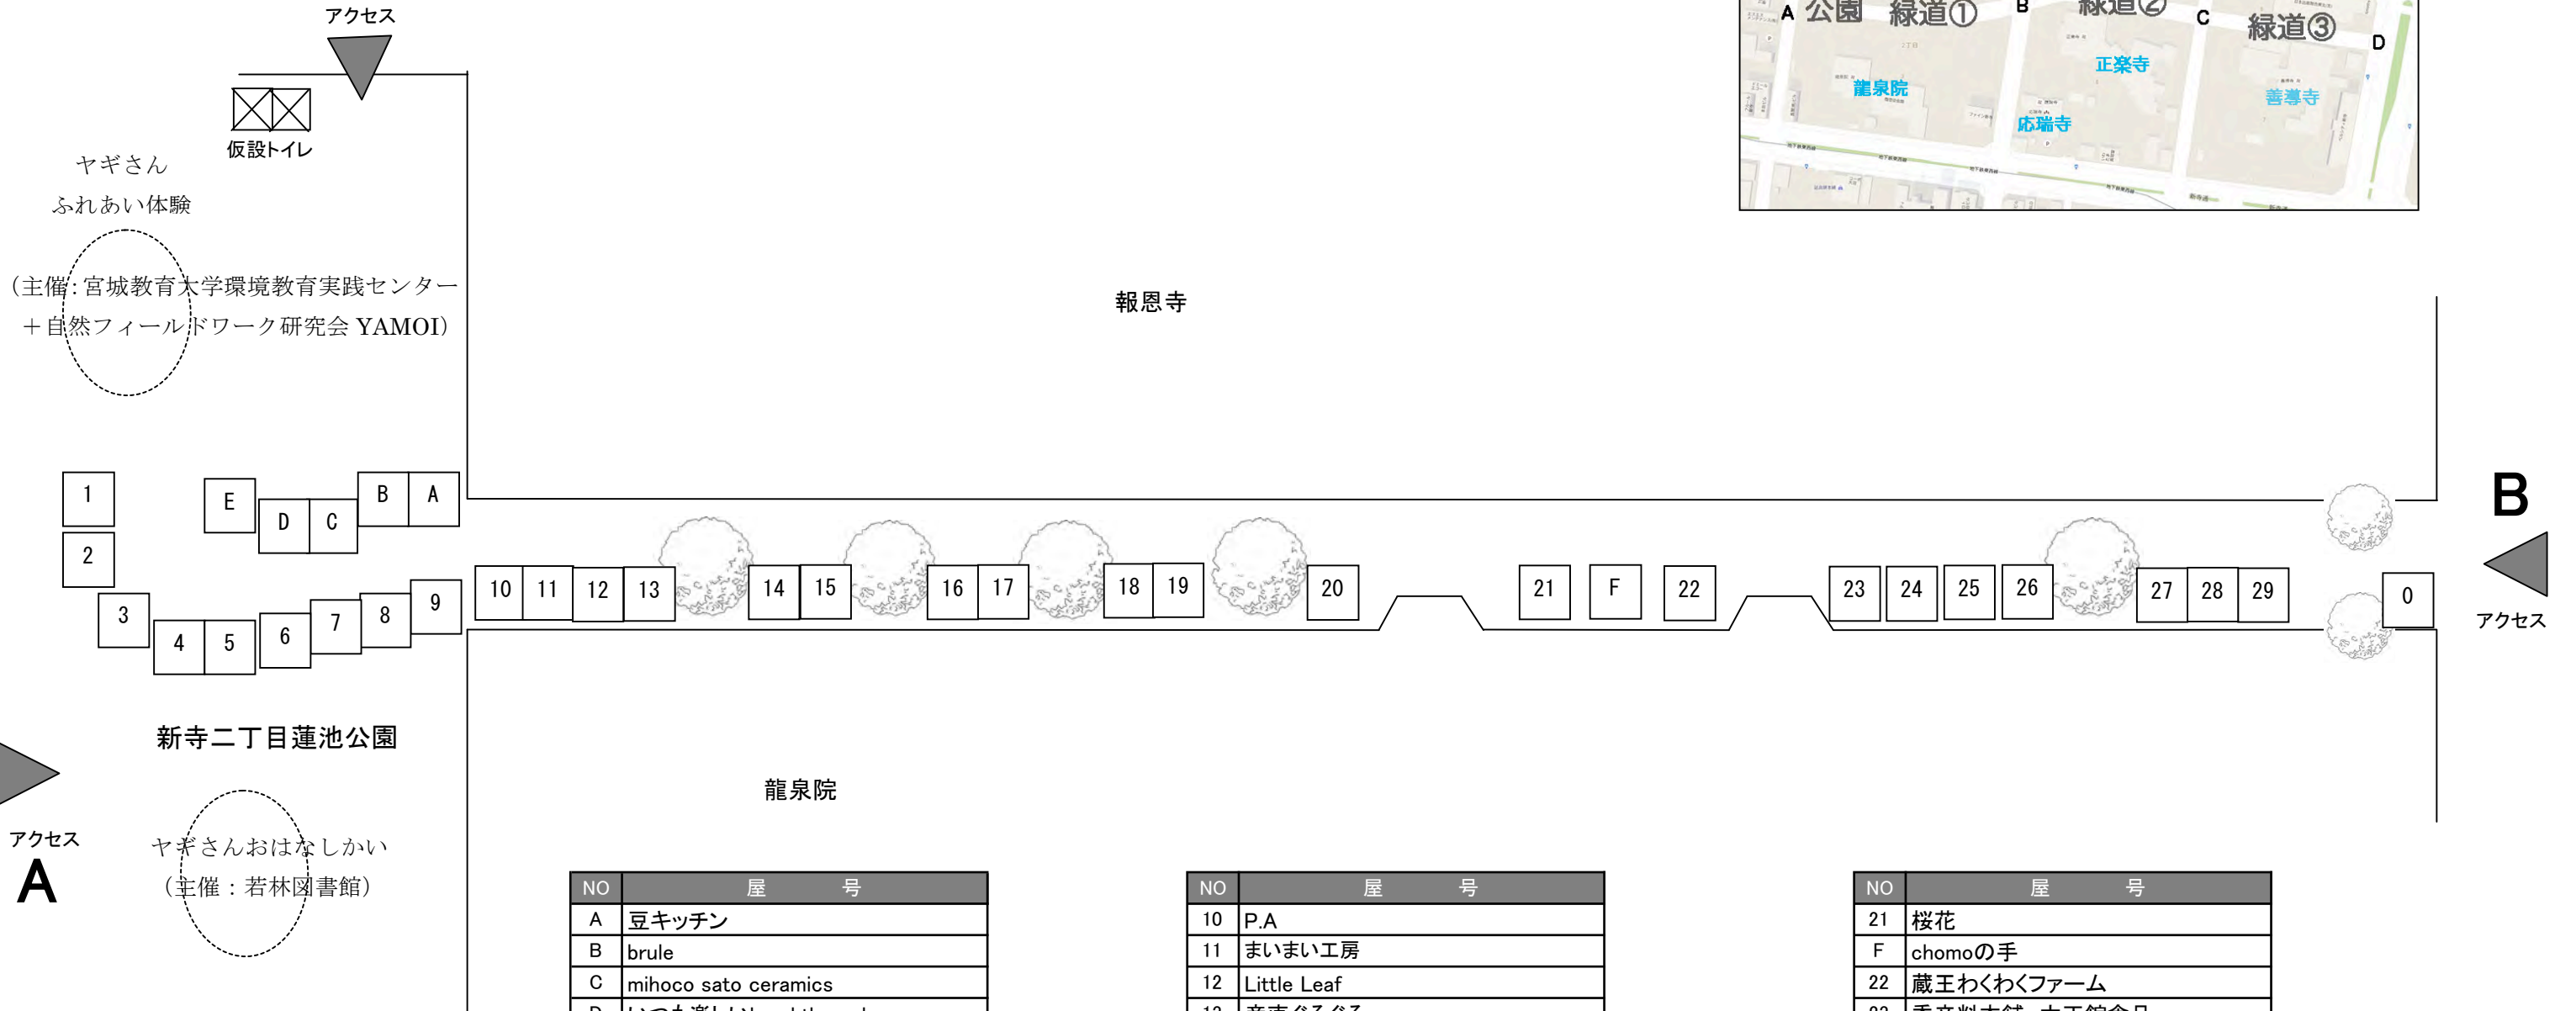 アクセス
仮設トイレ
ヤギさん
ふれあい体験
（主催：宮城教育大学環境教育実践センター
＋自然フィールドワーク研究会 YAMOI）
A 公園 緑道① B 緑道② C 緑道③ D
龍泉院
正楽寺
応瑞寺
善導寺
報恩寺
1
2
3
4 5 6 7 8 9
E D C B A
10 11 12 13 14 15 16 17 18 19 20 21 F 22 23 24 25 26 27 28 29 0
B
アクセス
新寺二丁目蓮池公園
龍泉院
アクセス
A
ヤギさんおはなしかい
（主催：若林図書館）
NO 屋 号
A 豆キッチン
B brule
C mihoco sato ceramics
NO 屋 号
10 P.A
11 まいまい工房
12 Little Leaf
NO 屋 号
21 桜花
F chomoの手
22 蔵王わくわくファーム